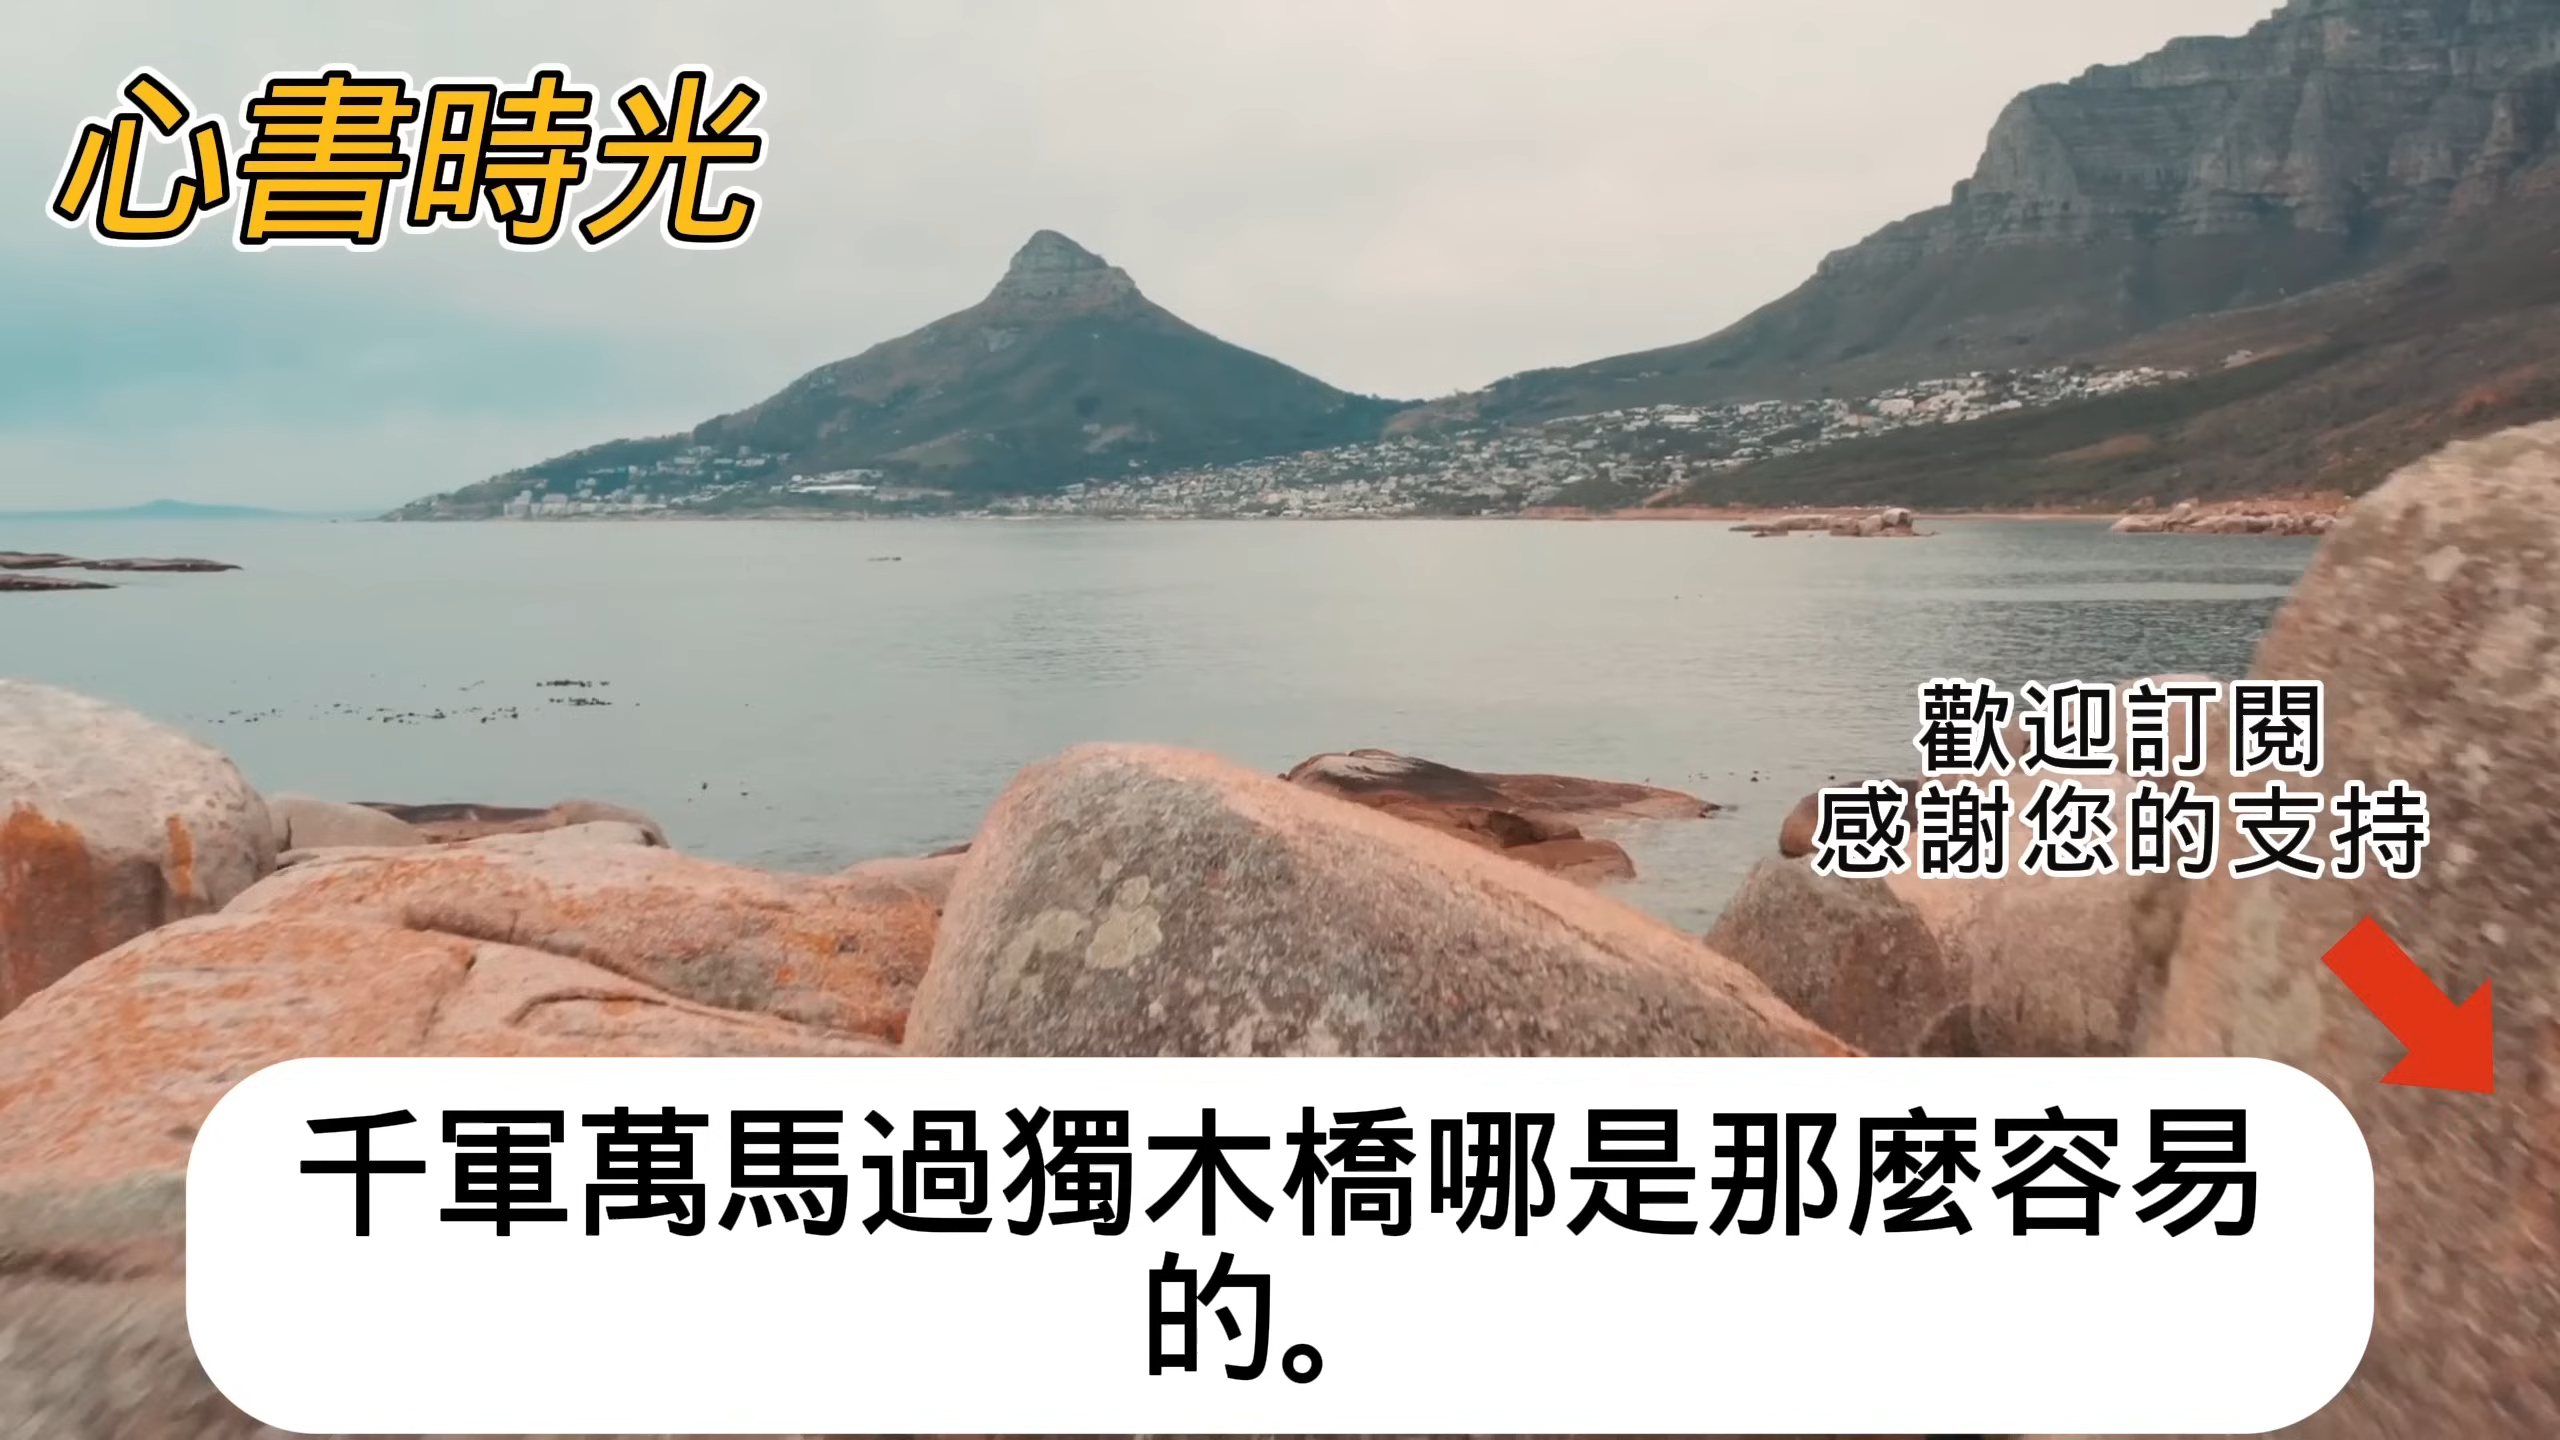 心書時光
歡迎訂閱
感謝您的支持
千軍萬馬過獨木橋哪是那麼容易
的。